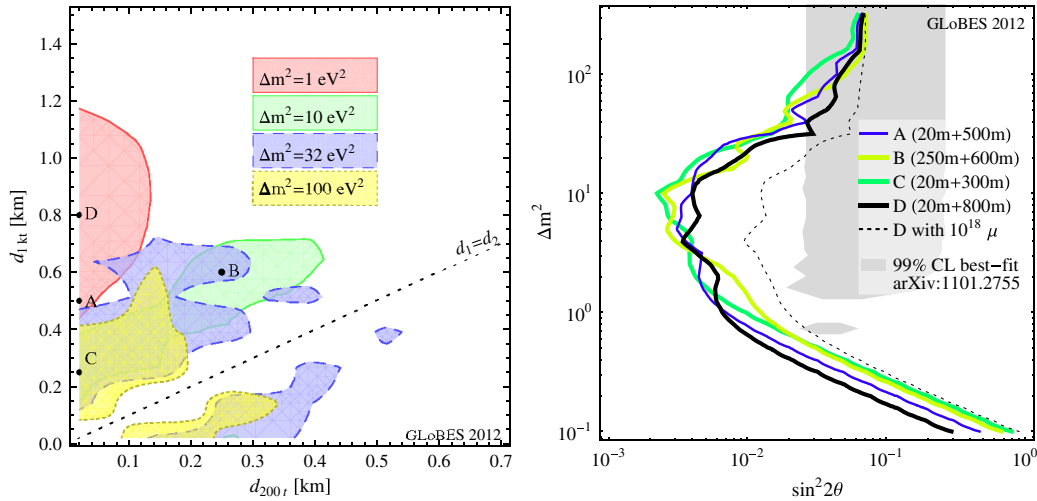 1.4
1.2
1.0
0.8
0.6
0.4
0.2
0.0
d1 kt [km]
Δm²=1 eV²
Δm²=10 eV²
Δm²=32 eV²
Δm²=100 eV²
D
A
B
C
d₁=d₂
GLoBES 2012
0.1 0.2 0.3 0.4 0.5 0.6 0.7
d200 t [km]
GLoBES 2012
10²
10¹
10⁰
10⁻¹
Δm²
A (20m+500m)
B (250m+600m)
C (20m+300m)
D (20m+800m)
D with 10¹⁸ μ
99% CL best−fit
arXiv:1101.2755
10⁻³ 10⁻² 10⁻¹ 10⁰
sin²2θ